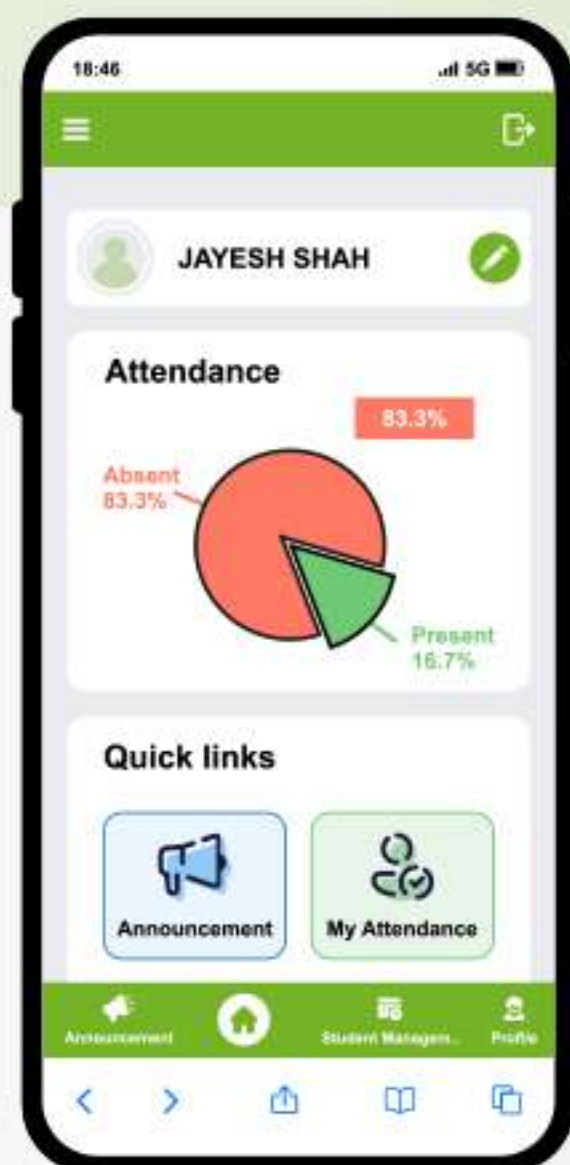 18:46
5G
JAYESH SHAH
Attendance
83.3%
Absent
83.3%
Present
16.7%
Quick links
Announcement
My Attendance
Announcement
Student Managem...
Profile